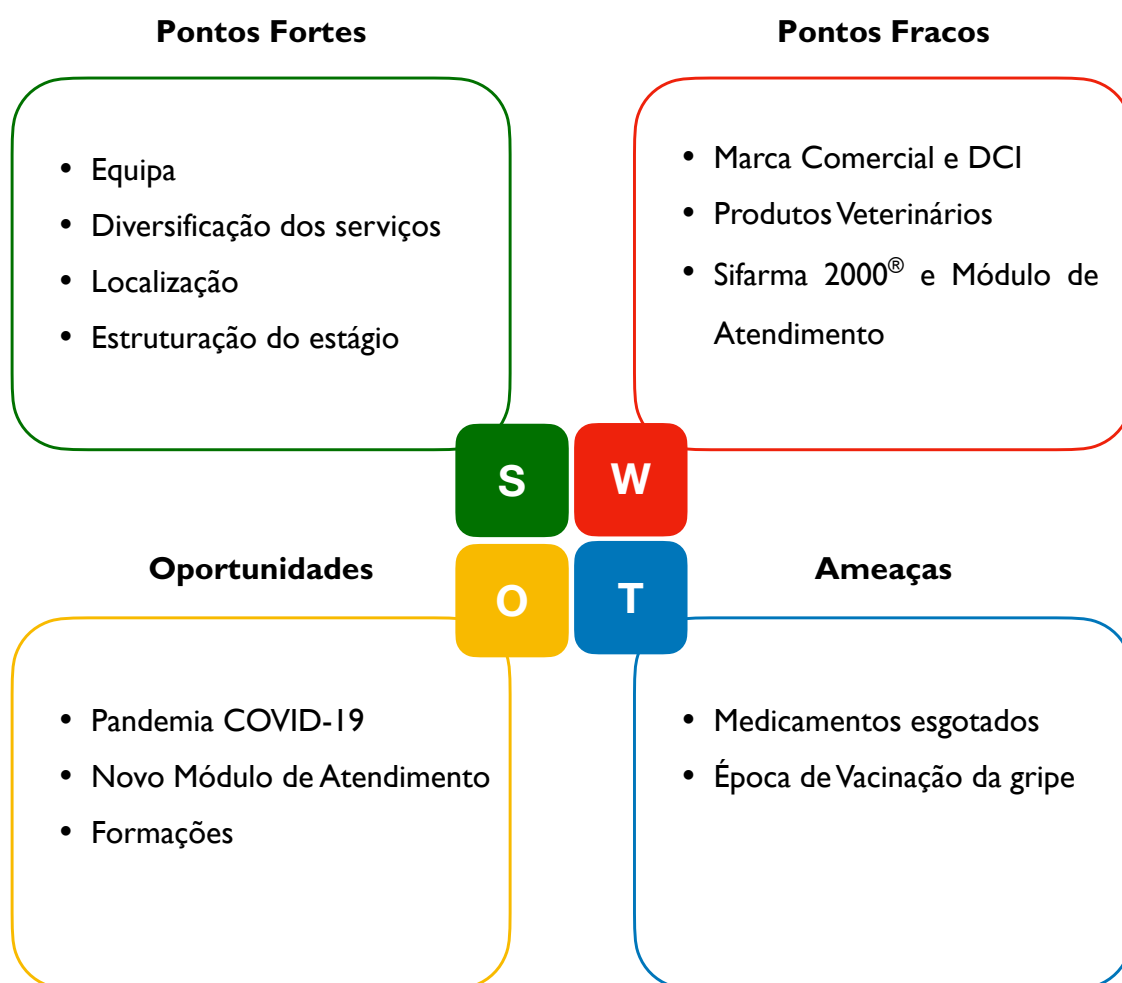 Pontos Fortes
• Equipa
• Diversificação dos serviços
• Localização
• Estruturação do estágio
Pontos Fracos
• Marca Comercial e DCI
• Produtos Veterinários
• Sifarma 2000® e Módulo de
Atendimento
S
W
O
T
Oportunidades
• Pandemia COVID-19
• Novo Módulo de Atendimento
• Formações
Ameaças
• Medicamentos esgotados
• Época de Vacinação da gripe